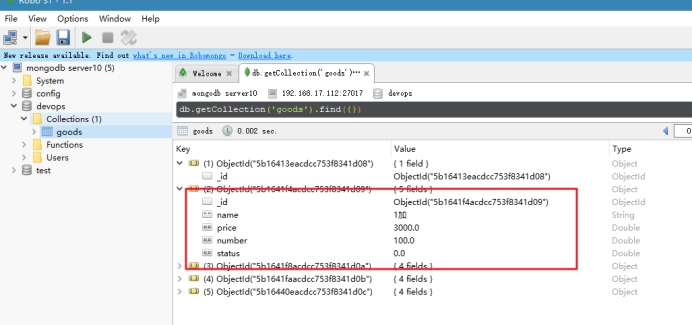 Robo 3T - 1.1
File View Options Window Help
New release available. Find out what's new in Robomongo - Download here.
mongodb server10 (5)
System
config
devops
Collections (1)
goods
Functions
Users
test
Welcome × db.getCollection('goods')··· ×
mongodb server10 192.168.17.112:27017 devops
db.getCollection('goods').find({})
goods 0.002 sec. 0
Key Value Type
(1) ObjectId("5b16413eacdcc753f8341d08") { 1 field } Object
_id ObjectId("5b16413eacdcc753f8341d08") ObjectId
(2) ObjectId("5b1641f4acdcc753f8341d09") { 5 fields } Object
_id ObjectId("5b1641f4acdcc753f8341d09") ObjectId
name 1加 String
price 3000.0 Double
number 100.0 Double
status 0.0 Double
(3) ObjectId("5b1641f8acdcc753f8341d0a") { 4 fields } Object
(4) ObjectId("5b1641faacdcc753f8341d0b") { 4 fields } Object
(5) ObjectId("5b16440eacdcc753f8341d0c") { 4 fields } Object